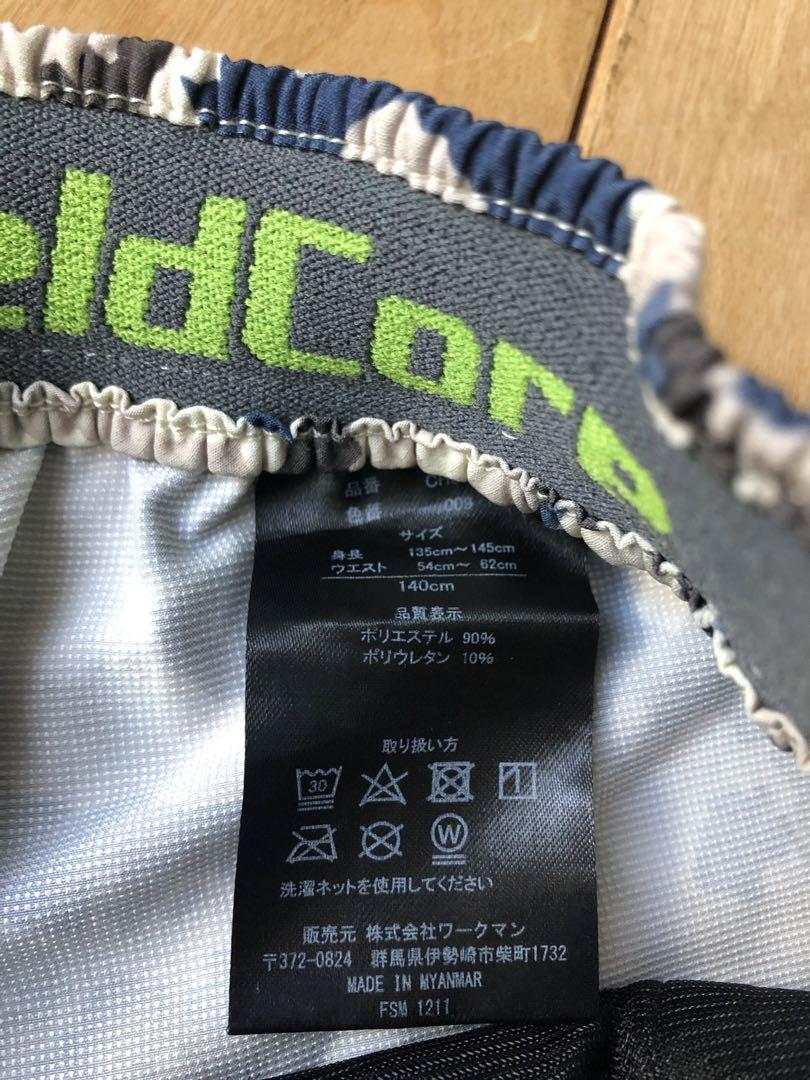 eldCore
品番
色番 009
サイズ
身長 135cm～145cm
ウエスト 54cm～ 62cm
140cm
品質表示
ポリエステル 90%
ポリウレタン 10%
取り扱い方
30
W
洗濯ネットを使用してください
販売元 株式会社ワークマン
〒372-0824 群馬県伊勢崎市柴町1732
MADE IN MYANMAR
FSM 1211